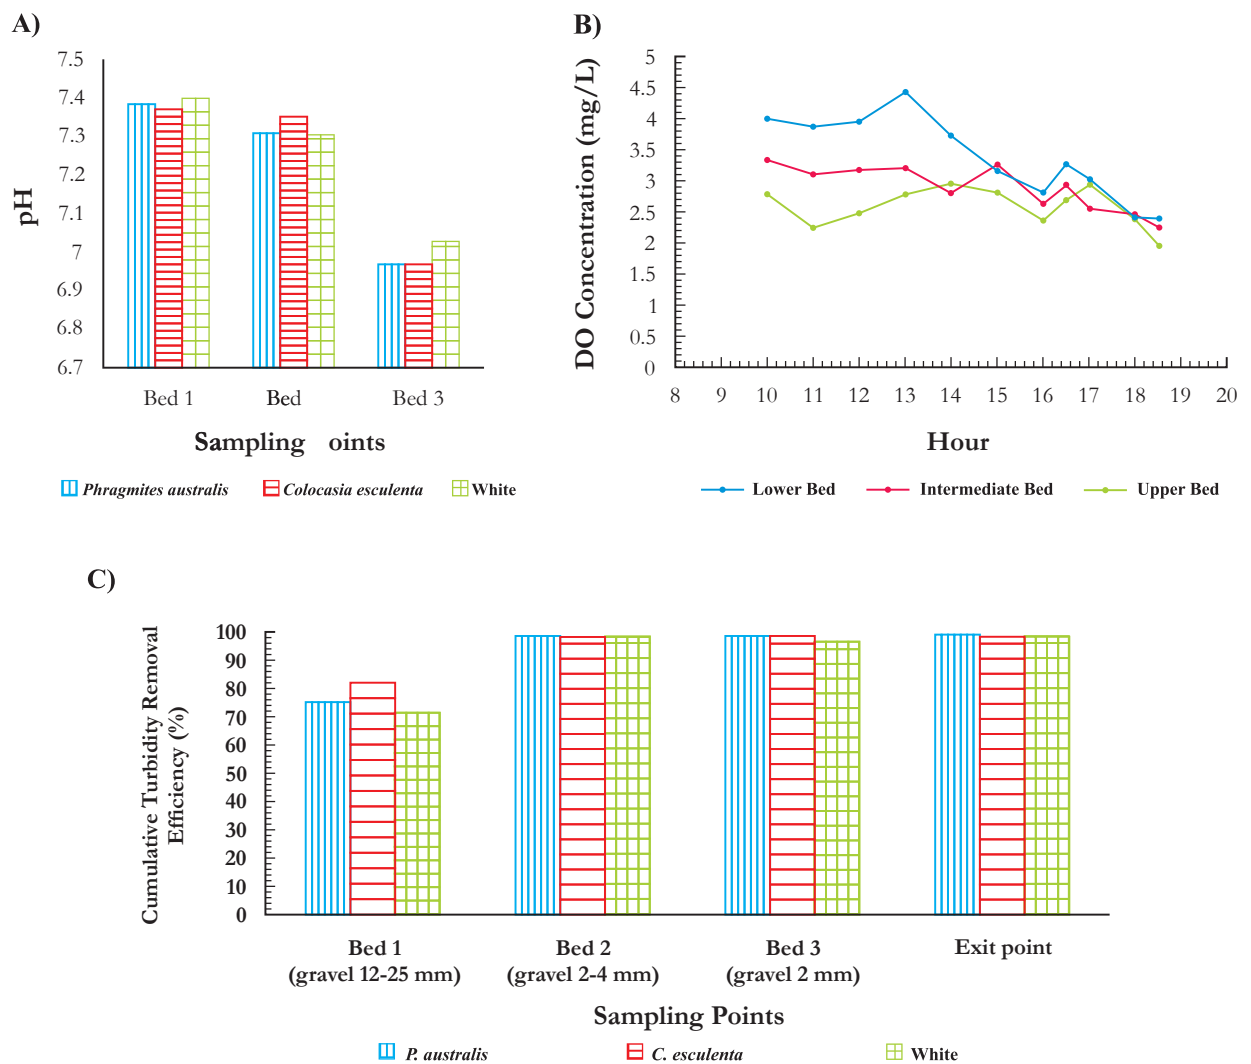 A)
7.5
7.4
7.3
7.2
7.1
7
6.9
6.8
6.7
pH
Bed 1 Bed Bed 3
Sampling oints
Phragmites australis Colocasia esculenta White
B)
5
4.5
4
3.5
3
2.5
2
1.5
1
0.5
0
DO Concentration (mg/L)
8 9 10 11 12 13 14 15 16 17 18 19 20
Hour
Lower Bed Intermediate Bed Upper Bed
C)
100
90
80
70
60
50
40
30
20
10
0
Cumulative Turbidity Removal
Efficiency (%)
Bed 1 Bed 2 Bed 3 Exit point
(gravel 12-25 mm) (gravel 2-4 mm) (gravel 2 mm)
Sampling Points
P. australis C. esculenta White